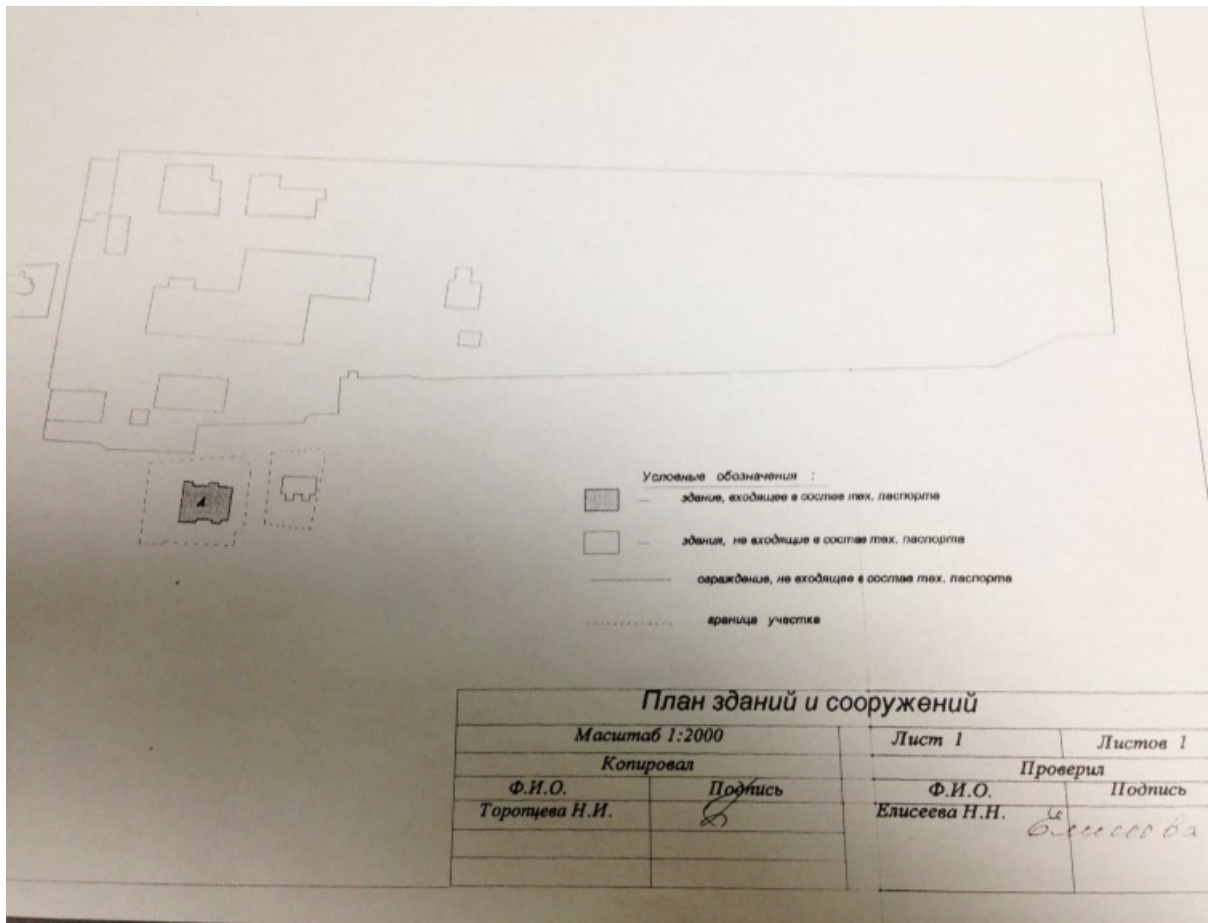 А
Условные обозначения :
— здание, входящее в состав тех. паспорта
— здания, не входящие в состав тех. паспорта
ограждение, не входящее в состав тех. паспорта
граница участка
План зданий и сооружений
Масштаб 1:2000 Лист 1 Листов 1
Копировал Проверил
Ф.И.О. Подпись Ф.И.О. Подпись
Торопцева Н.И. Елисеева Н.Н. Елисеева